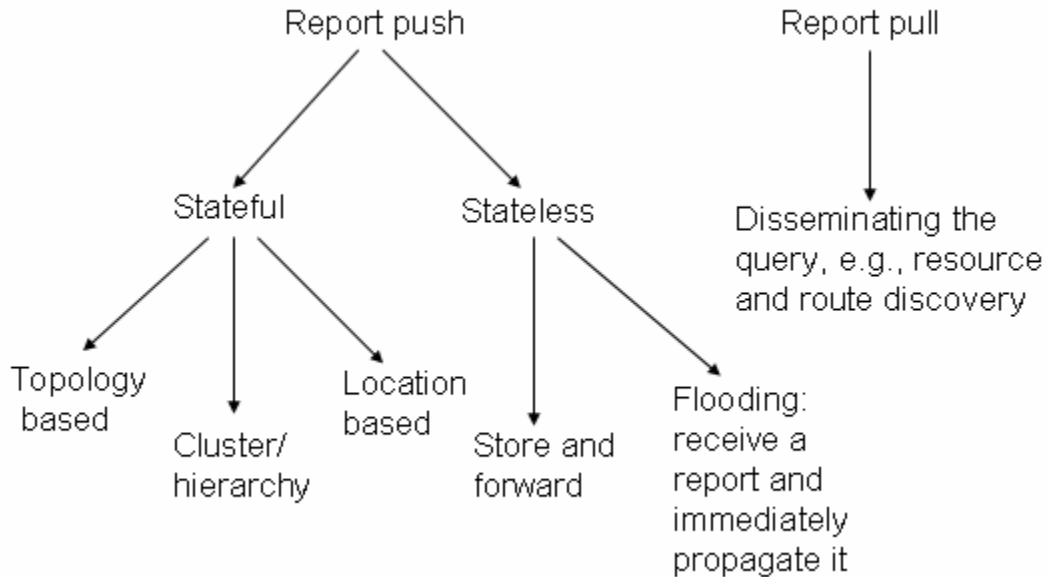 Report push
Report pull
Stateful
Stateless
Disseminating the
query, e.g., resource
and route discovery
Topology
based
Cluster/
hierarchy
Location
based
Store and
forward
Flooding:
receive a
report and
immediately
propagate it